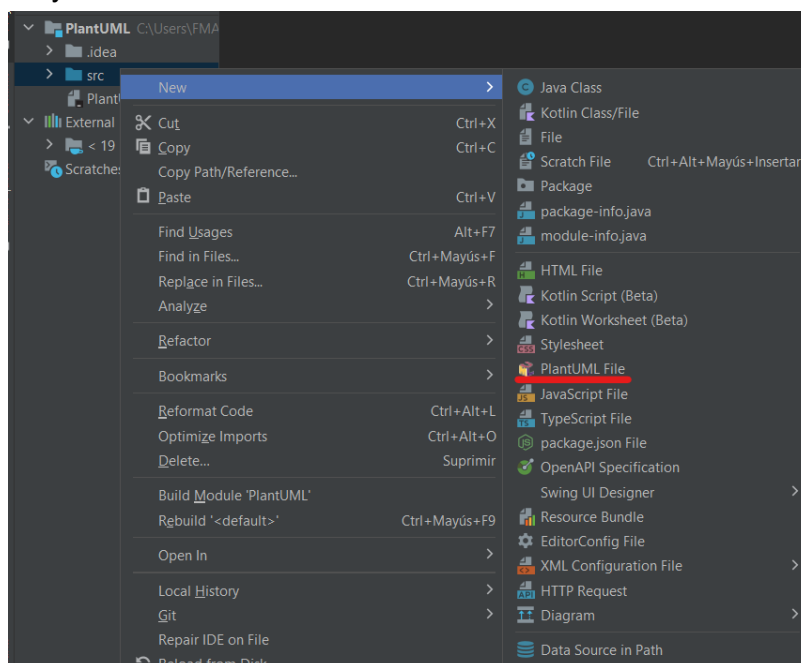 PlantUML C:\Users\FMA
.idea
src
Plant
External
< 19
Scratche
New
Cut Ctrl+X
Copy Ctrl+C
Copy Path/Reference...
Paste Ctrl+V
Find Usages Alt+F7
Find in Files... Ctrl+Mayús+F
Replace in Files... Ctrl+Mayús+R
Analyze
Refactor
Bookmarks
Reformat Code Ctrl+Alt+L
Optimize Imports Ctrl+Alt+O
Delete... Suprimir
Build Module 'PlantUML'
Rebuild '<default>' Ctrl+Mayús+F9
Open In
Local History
Git
Repair IDE on File
Reload from Disk
Java Class
Kotlin Class/File
File
Scratch File Ctrl+Alt+Mayús+Insertar
Package
package-info.java
module-info.java
HTML File
Kotlin Script (Beta)
Kotlin Worksheet (Beta)
Stylesheet
PlantUML File
JavaScript File
TypeScript File
package.json File
OpenAPI Specification
Swing UI Designer
Resource Bundle
EditorConfig File
XML Configuration File
HTTP Request
Diagram
Data Source in Path